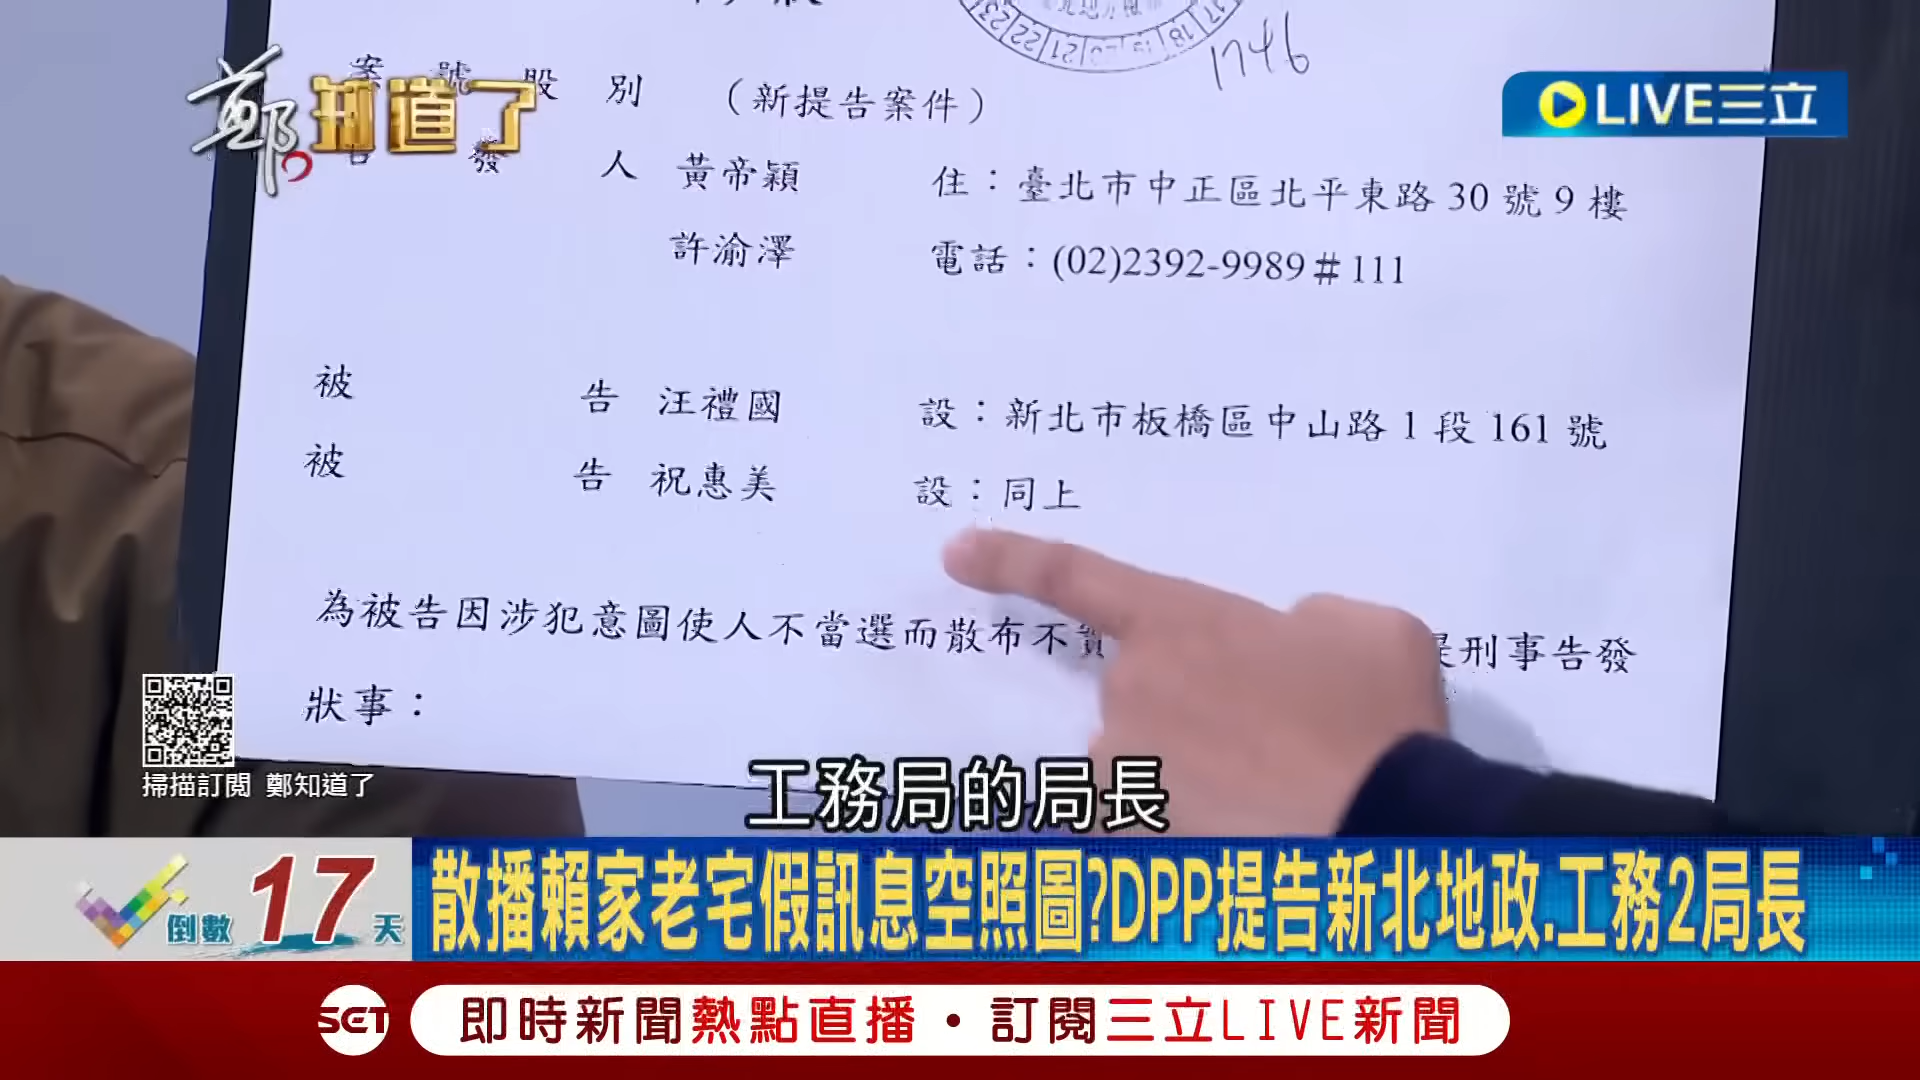 鄭知道了
LIVE三立
1746
案號股別 (新提告案件)
告發人 黃帝穎 住：臺北市中正區北平東路 30 號 9 樓
許渝澤 電話：(02)2392-9989＃111
被告 汪禮國 設：新北市板橋區中山路 1 段 161 號
被告 祝惠美 設：同上
為被告因涉犯意圖使人不當選而散布不實 刑事告發
狀事：
掃描訂閱 鄭知道了
工務局的局長
倒數 17 天
散播賴家老宅假訊息空照圖?DPP提告新北地政.工務2局長
SET 即時新聞熱點直播・訂閱三立LIVE新聞